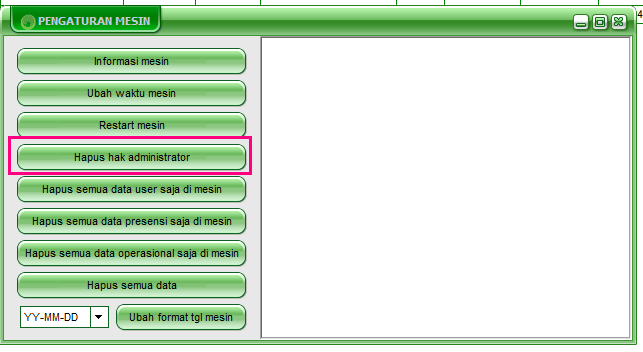 PENGATURAN MESIN
Informasi mesin
Ubah waktu mesin
Restart mesin
Hapus hak administrator
Hapus semua data user saja di mesin
Hapus semua data presensi saja di mesin
Hapus semua data operasional saja di mesin
Hapus semua data
YY-MM-DD
Ubah format tgl mesin
4